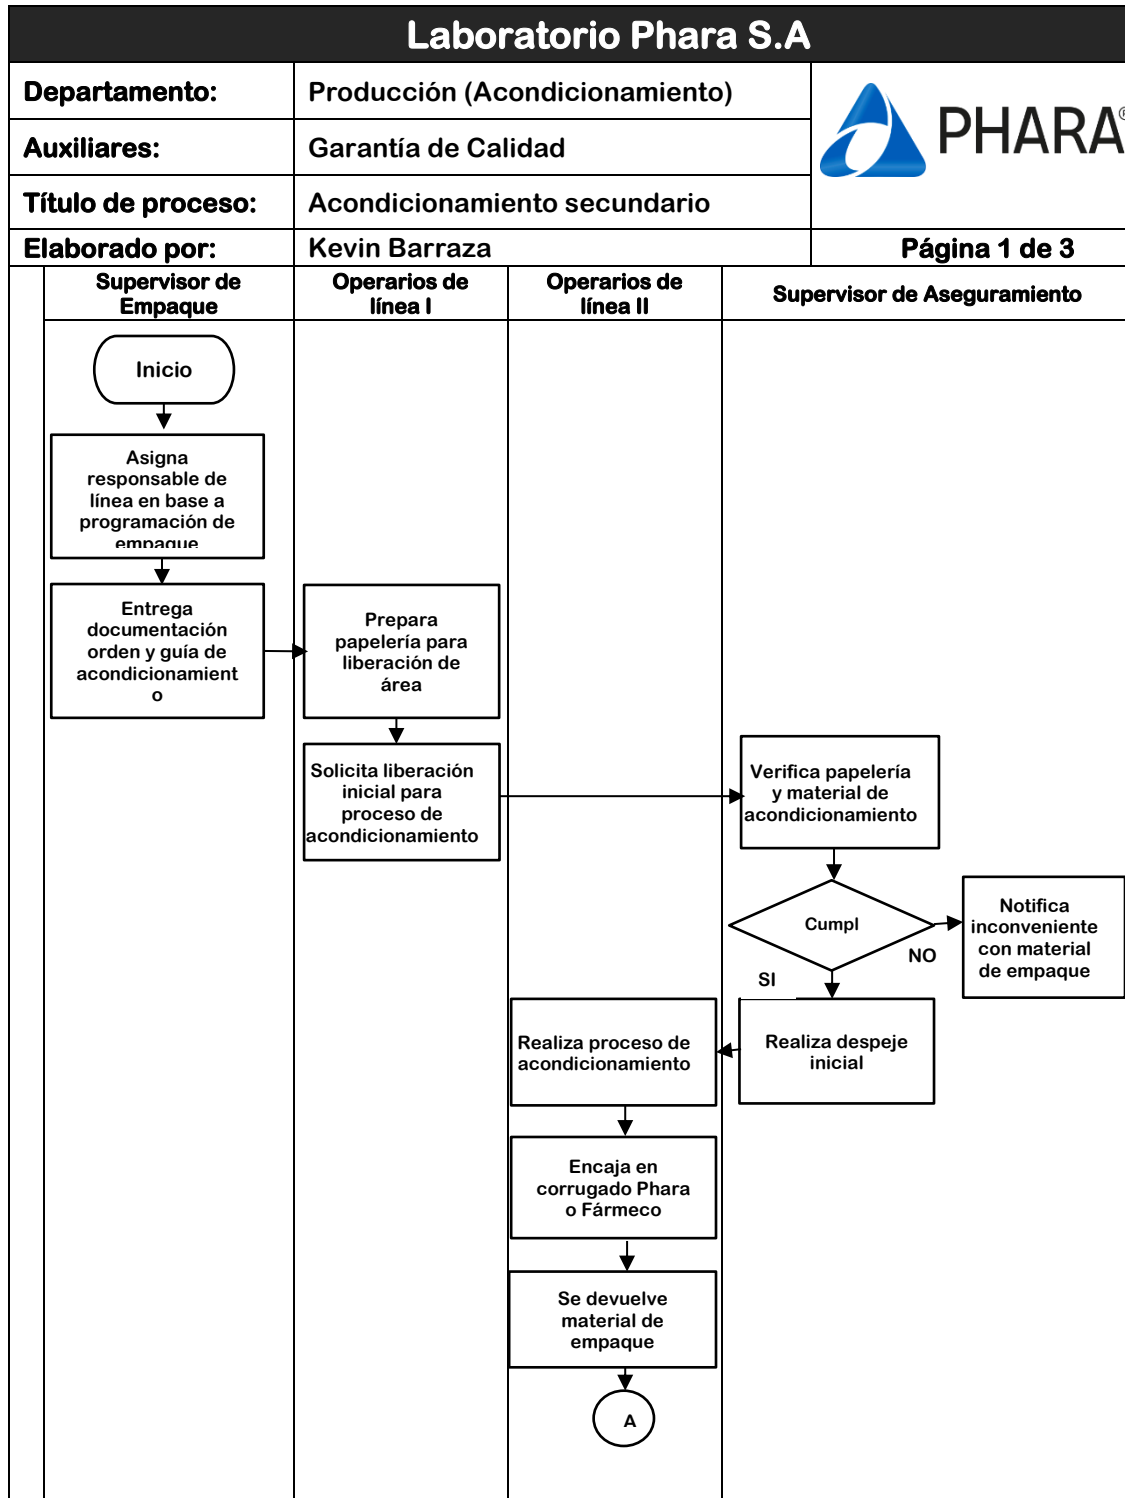 Laboratorio Phara S.A
Departamento:
Producción (Acondicionamiento)
PHARA®
Auxiliares:
Garantía de Calidad
Título de proceso:
Acondicionamiento secundario
Elaborado por:
Kevin Barraza
Página 1 de 3
Supervisor de
Empaque
Operarios de
línea I
Operarios de
línea II
Supervisor de Aseguramiento
Inicio
Asigna
responsable de
línea en base a
programación de
empaque
Entrega
documentación
orden y guía de
acondicionamient
o
Prepara
papelería para
liberación de
área
Solicita liberación
inicial para
proceso de
acondicionamiento
Verifica papelería
y material de
acondicionamiento
Cumpl
NO
SI
Notifica
inconveniente
con material
de empaque
Realiza despeje
inicial
Realiza proceso de
acondicionamiento
Encaja en
corrugado Phara
o Fármeco
Se devuelve
material de
empaque
A